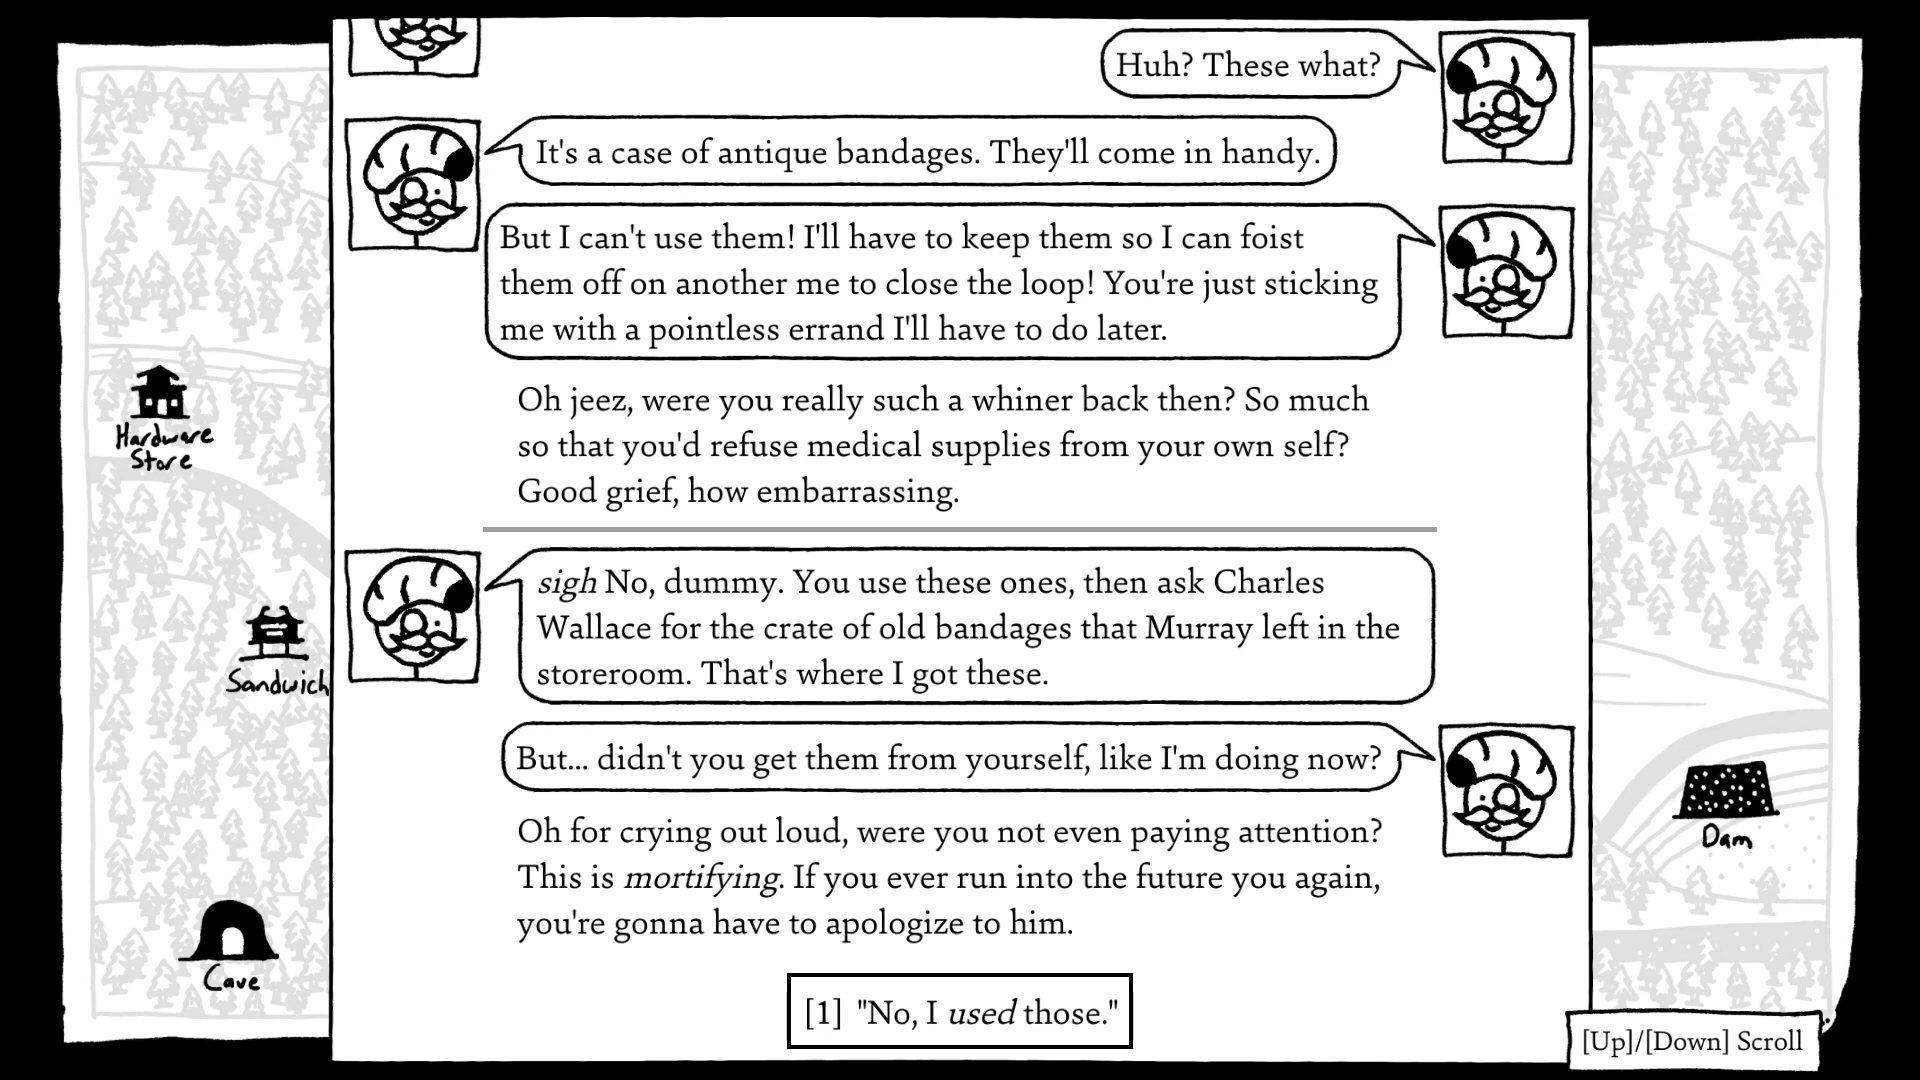 Huh? These what?
It's a case of antique bandages. They'll come in handy.
But I can't use them! I'll have to keep them so I can foist
them off on another me to close the loop! You're just sticking
me with a pointless errand I'll have to do later.
Oh jeez, were you really such a whiner back then? So much
so that you'd refuse medical supplies from your own self?
Good grief, how embarrassing.
sigh No, dummy. You use these ones, then ask Charles
Wallace for the crate of old bandages that Murray left in the
storeroom. That's where I got these.
But... didn't you get them from yourself, like I'm doing now?
Oh for crying out loud, were you not even paying attention?
This is mortifying. If you ever run into the future you again,
you're gonna have to apologize to him.
[1] "No, I used those."
Hardware
Store
Sandwich
Cave
Dam
[Up]/[Down] Scroll